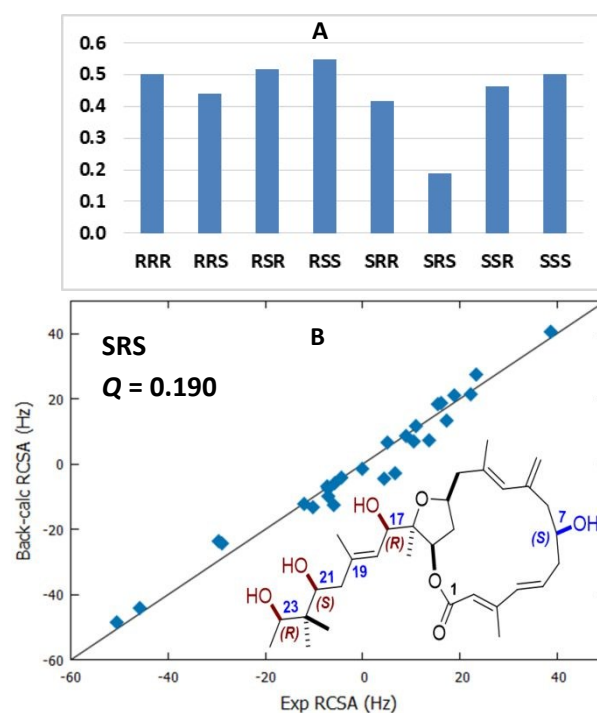 A
0.6
0.5
0.4
0.3
0.2
0.1
0.0
RRR RRS RSR RSS SRR SRS SSR SSS
B
SRS
Q = 0.190
40
20
0
-20
-40
-60
Back-calc RCSA (Hz)
HO
17
(R)
O
7
OH
(S)
HO
21
(S)
19
HO
23
(R)
O
1
O
-60 -40 -20 0 20 40
Exp RCSA (Hz)